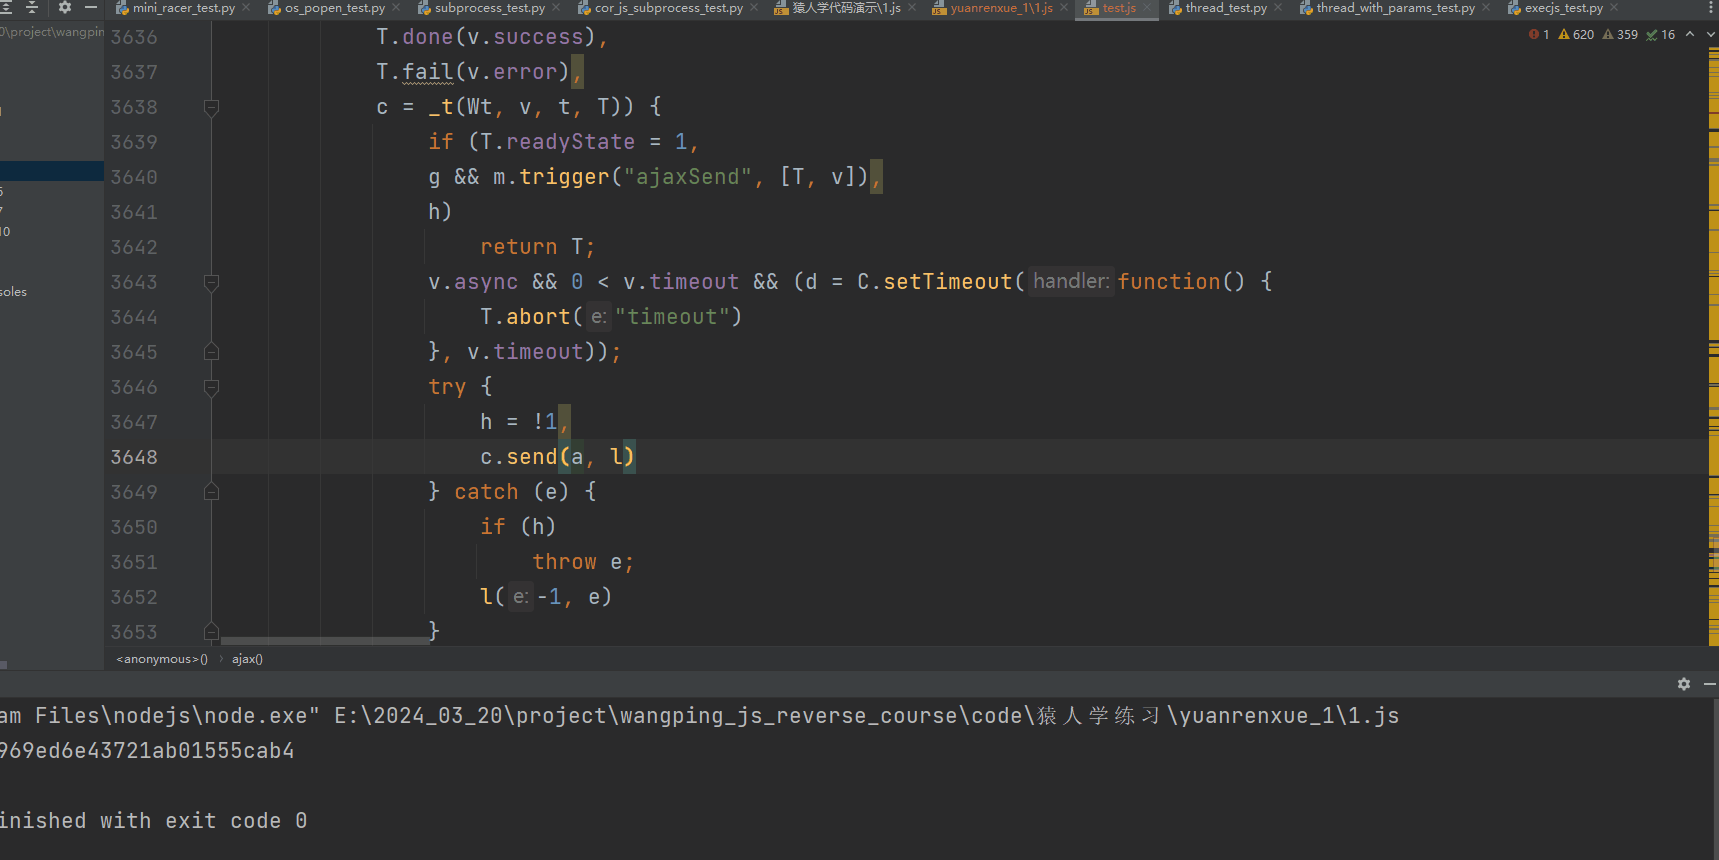 mini_racer_test.py os_popen_test.py subprocess_test.py cor_js_subprocess_test.py 猿人学代码演示\1.js yuanrenxue_1\1.js test.js thread_test.py thread_with_params_test.py execjs_test.py
0\project\wangpin
1 620 359 16
3636 T.done(v.success),
3637 T.fail(v.error),
3638 c = _t(Wt, v, t, T)) {
3639 if (T.readyState = 1,
3640 g && m.trigger("ajaxSend", [T, v]),
3641 h)
3642 return T;
3643 v.async && 0 < v.timeout && (d = C.setTimeout( handler: function() {
3644 T.abort( e: "timeout")
3645 }, v.timeout));
3646 try {
3647 h = !1,
3648 c.send(a, l)
3649 } catch (e) {
3650 if (h)
3651 throw e;
3652 l( e: -1, e)
3653 }
10
soles
<anonymous>() ajax()
am Files\nodejs\node.exe" E:\2024_03_20\project\wangping_js_reverse_course\code\猿人学练习\yuanrenxue_1\1.js
969ed6e43721ab01555cab4
inished with exit code 0